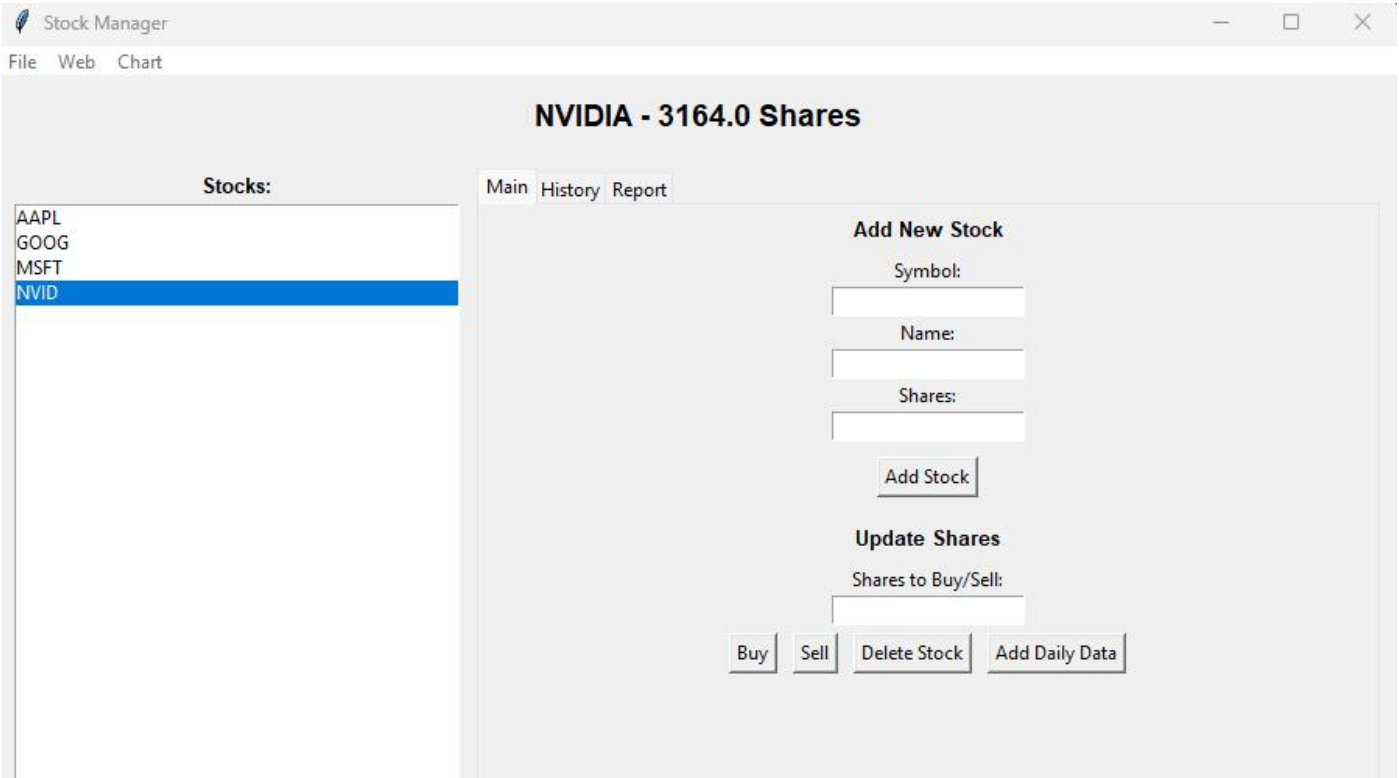 Stock Manager
File Web Chart
NVIDIA - 3164.0 Shares
Stocks:
AAPL
GOOG
MSFT
NVID
Main History Report
Add New Stock
Symbol:
Name:
Shares:
Add Stock
Update Shares
Shares to Buy/Sell:
Buy Sell Delete Stock Add Daily Data